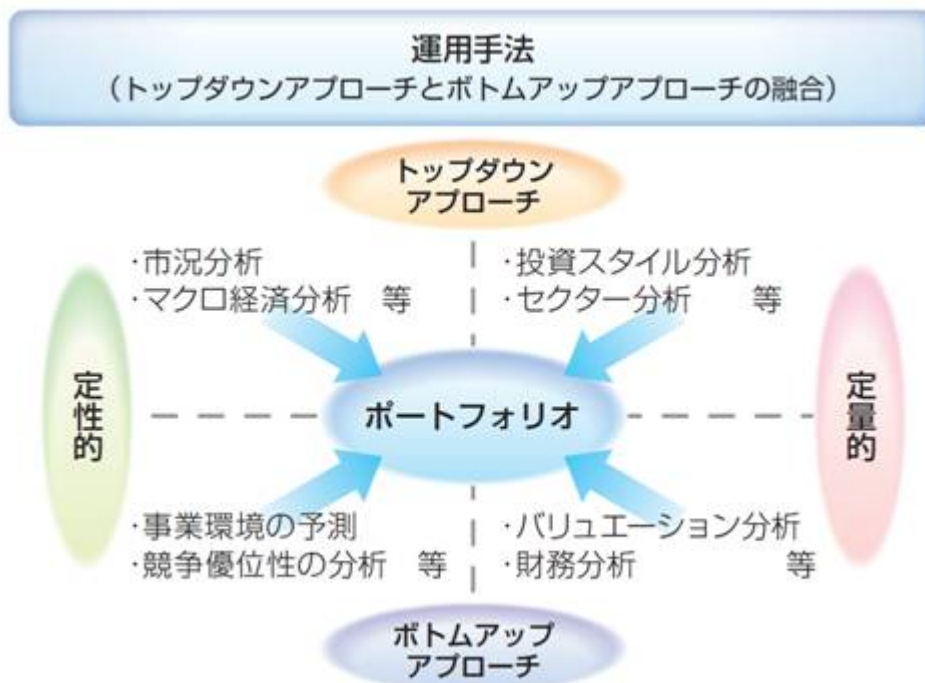 運用手法
（トップダウンアプローチとボトムアップアプローチの融合）
トップダウン
アプローチ
・市況分析
・マクロ経済分析　等
・投資スタイル分析
・セクター分析　等
定性的
ポートフォリオ
定量的
・事業環境の予測
・競争優位性の分析　等
・バリュエーション分析
・財務分析　等
ボトムアップ
アプローチ